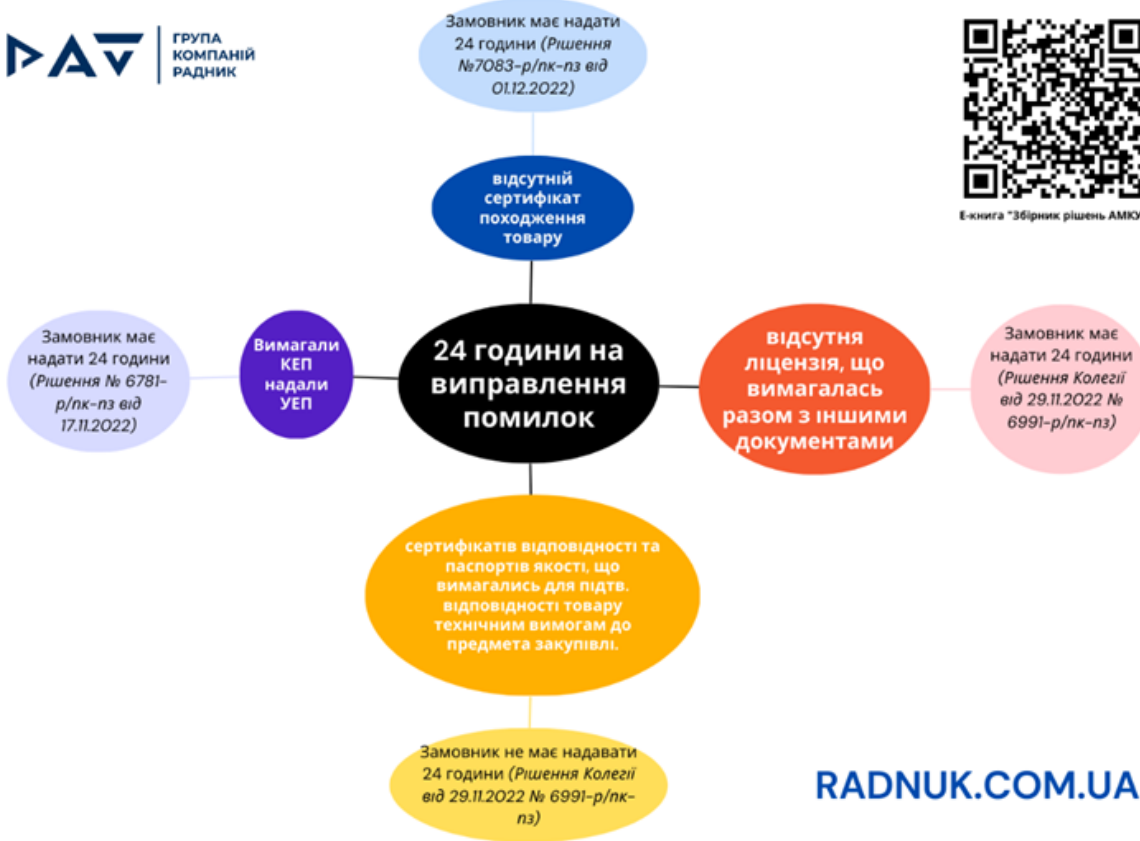 ГРУПА
КОМПАНІЙ
РАДНИК
Замовник має надати
24 години (Рішення
№7083-р/пк-пз від
01.12.2022)
Е-книга "Збірник рішень АМКУ
відсутній
сертифікат
походження
товару
Замовник має
надати 24 години
(Рішення № 6781-
р/пк-пз від
17.11.2022)
Вимагали
КЕП
надали
УЕП
24 години на
виправлення
помилок
відсутня
ліцензія, що
вимагалась
разом з іншими
документами
Замовник має
надати 24 години
(Рішення Колегії
від 29.11.2022 №
6991-р/пк-пз)
сертифікатів відповідності та
паспортів якості, що
вимагались для підтв.
відповідності товару
технічним вимогам до
предмета закупівлі.
Замовник не має надавати
24 години (Рішення Колегії
від 29.11.2022 № 6991-р/пк-
пз)
RADNUK.COM.UA